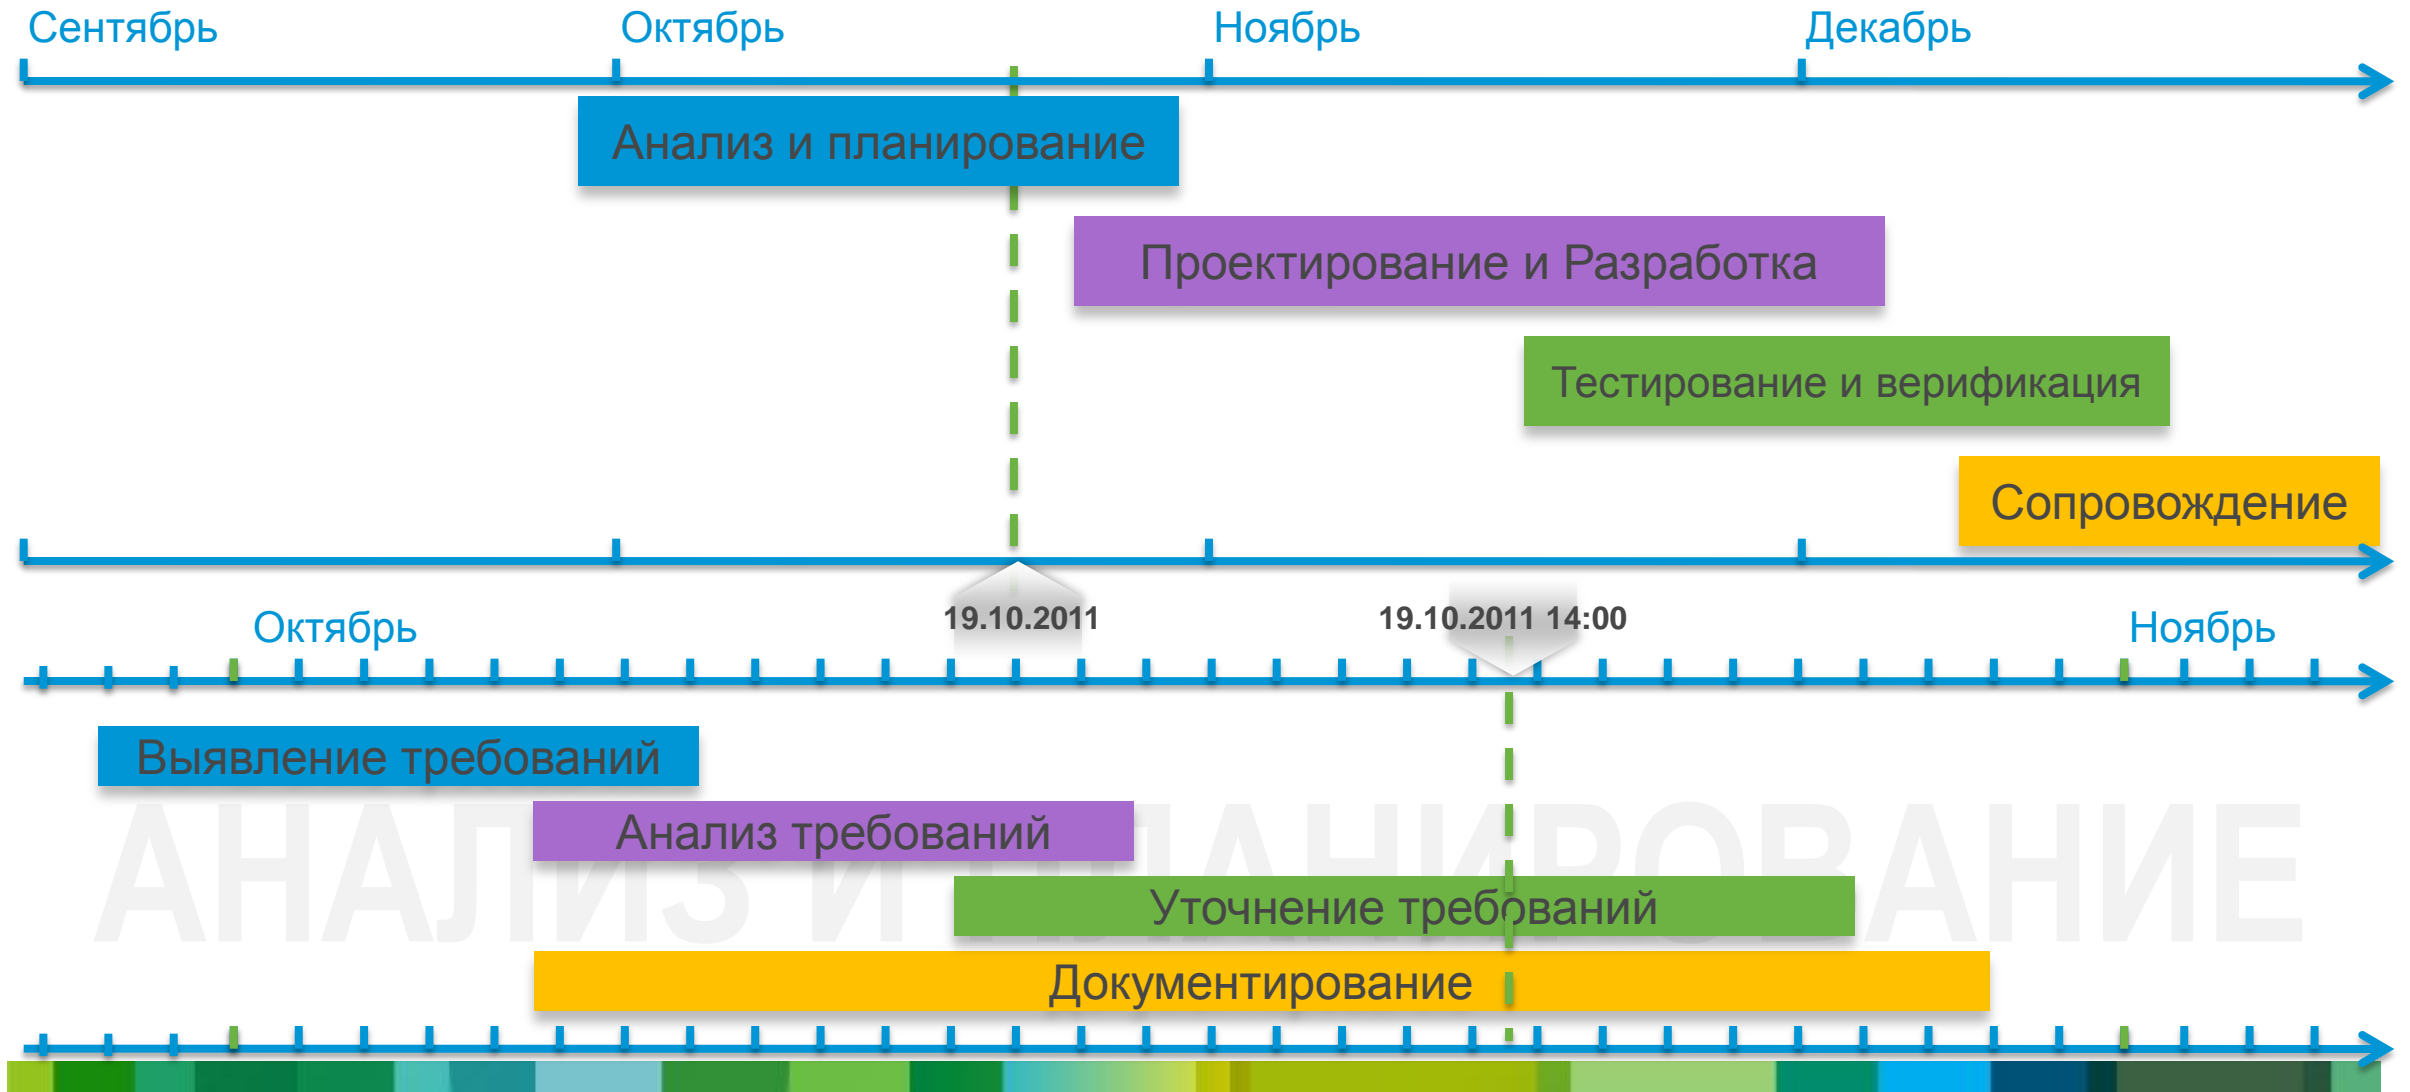 Сентябрь Октябрь Ноябрь Декабрь
Анализ и планирование
Проектирование и Разработка
Тестирование и верификация
Сопровождение
19.10.2011 19.10.2011 14:00
Октябрь Ноябрь
Выявление требований
Анализ требований
АНАЛИЗ И ПЛАНИРОВАНИЕ
Уточнение требований
Документирование